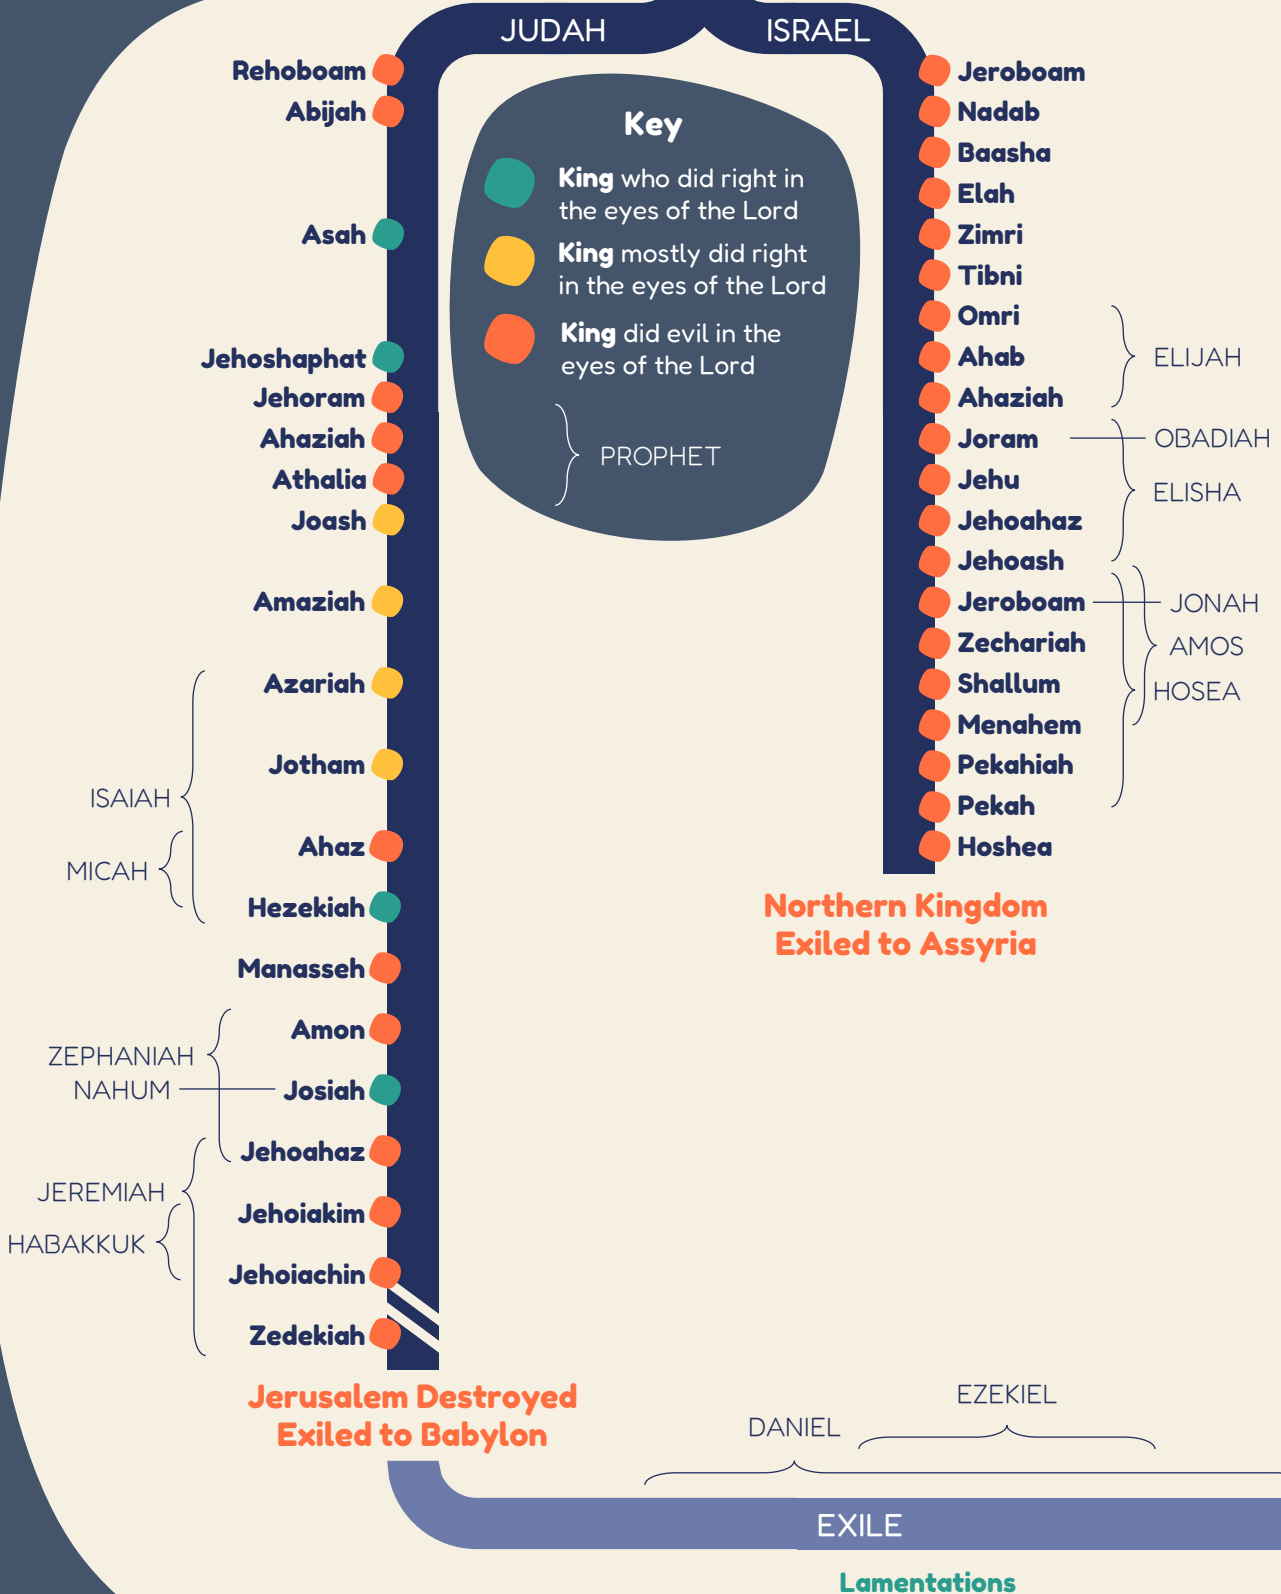 JUDAH
ISRAEL
Rehoboam
Abijah
Asah
Jehoshaphat
Jehoram
Ahaziah
Athalia
Joash
Amaziah
Azariah
Jotham
Ahaz
Hezekiah
Manasseh
Amon
Josiah
Jehoahaz
Jehoiakim
Jehoiachin
Zedekiah
ISAIAH
MICAH
ZEPHANIAH
NAHUM
JEREMIAH
HABAKKUK
Jerusalem Destroyed
Exiled to Babylon
Key
King who did right in
the eyes of the Lord
King mostly did right
in the eyes of the Lord
King did evil in the
eyes of the Lord
PROPHET
Jeroboam
Nadab
Baasha
Elah
Zimri
Tibni
Omri
Ahab
Ahaziah
Joram
Jehu
Jehoahaz
Jehoash
Jeroboam
Zechariah
Shallum
Menahem
Pekahiah
Pekah
Hoshea
ELIJAH
OBADIAH
ELISHA
JONAH
AMOS
HOSEA
Northern Kingdom
Exiled to Assyria
EZEKIEL
DANIEL
EXILE
Lamentations